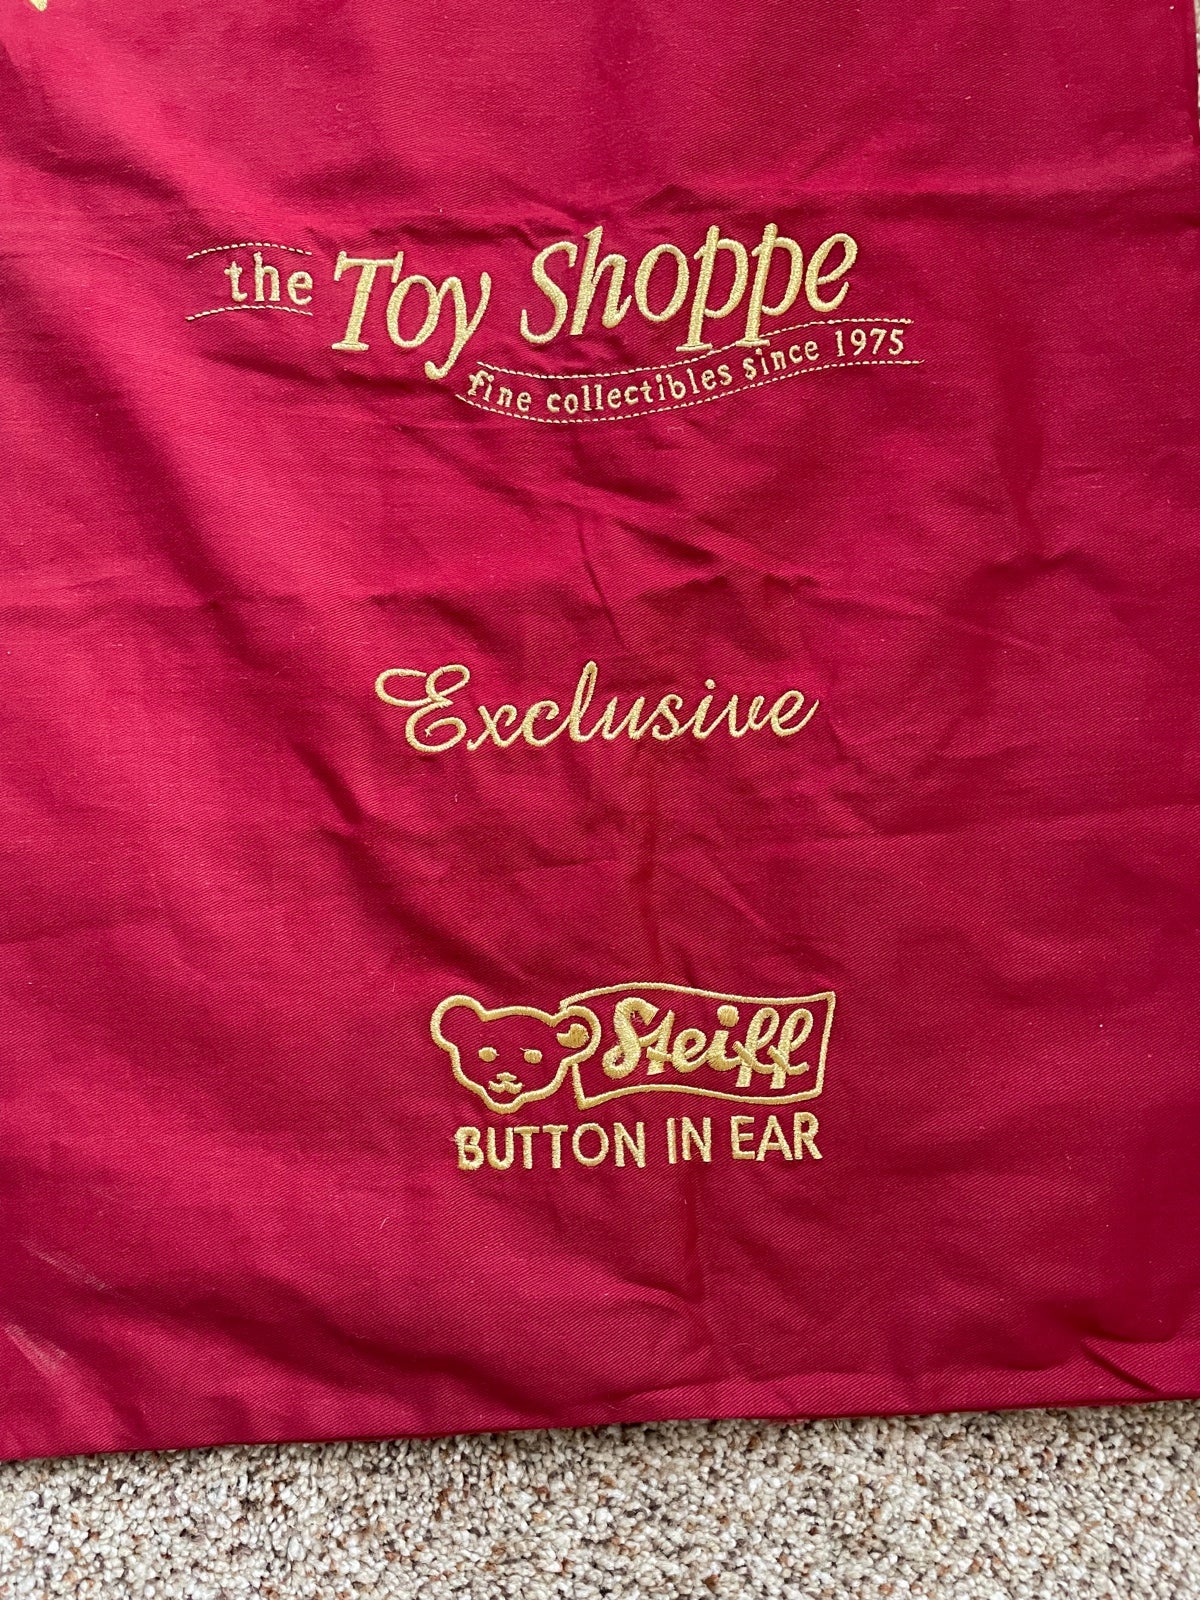 the Toy Shoppe
fine collectibles since 1975
Exclusive
Steiff
BUTTON IN EAR